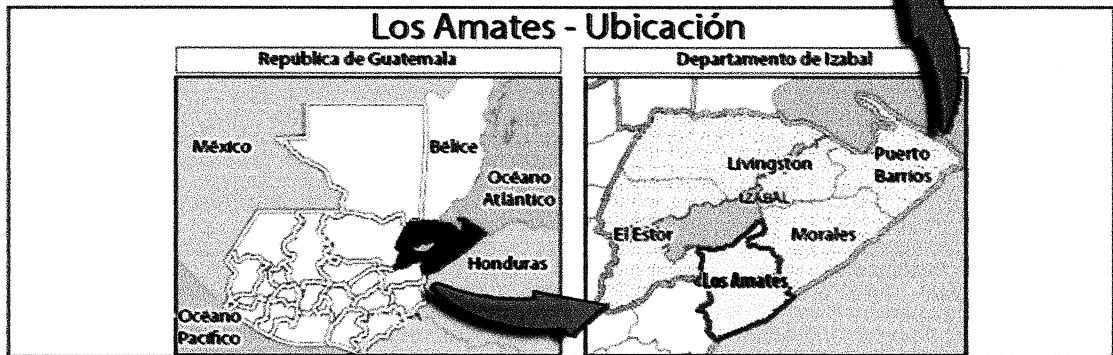 Los Amates - Ubicación
República de Guatemala
Departamento de Izabal
México
Bélice
Océano
Atlántico
Honduras
Océano
Pacífico
Livingston
Puerto
Barrios
IZABAL
El Estor
Morales
Los Amates